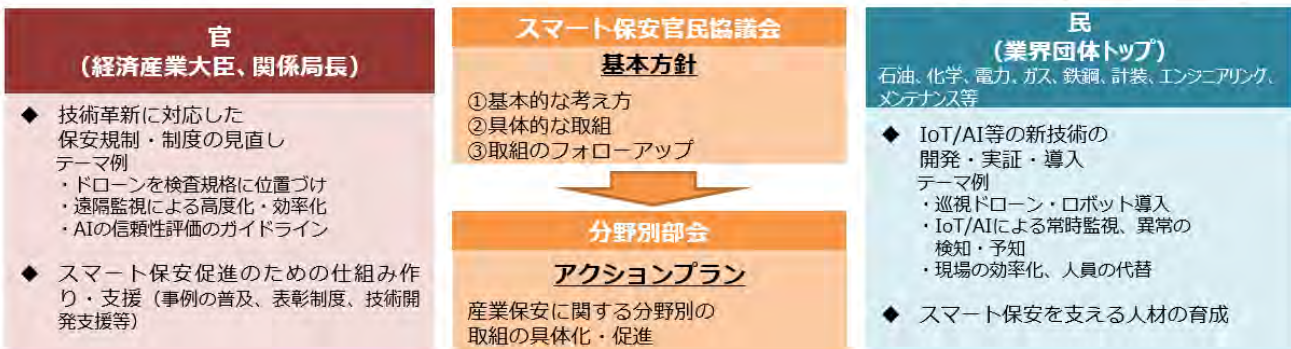 官
(経済産業大臣、関係局長)
◆ 技術革新に対応した
保安規制・制度の見直し
テーマ例
・ドローンを検査規格に位置づけ
・遠隔監視による高度化・効率化
・AIの信頼性評価のガイドライン
◆ スマート保安促進のための仕組み作
り・支援（事例の普及、表彰制度、技術開
発支援等）
スマート保安官民協議会
基本方針
①基本的な考え方
②具体的な取組
③取組のフォローアップ
分野別部会
アクションプラン
産業保安に関する分野別の
取組の具体化・促進
民
(業界団体トップ)
石油、化学、電力、ガス、鉄鋼、計装、エンジニアリング、
メンテナンス等
◆ IoT/AI等の新技術の
開発・実証・導入
テーマ例
・巡視ドローン・ロボット導入
・IoT/AIによる常時監視、異常の
検知・予知
・現場の効率化、人員の代替
◆ スマート保安を支える人材の育成